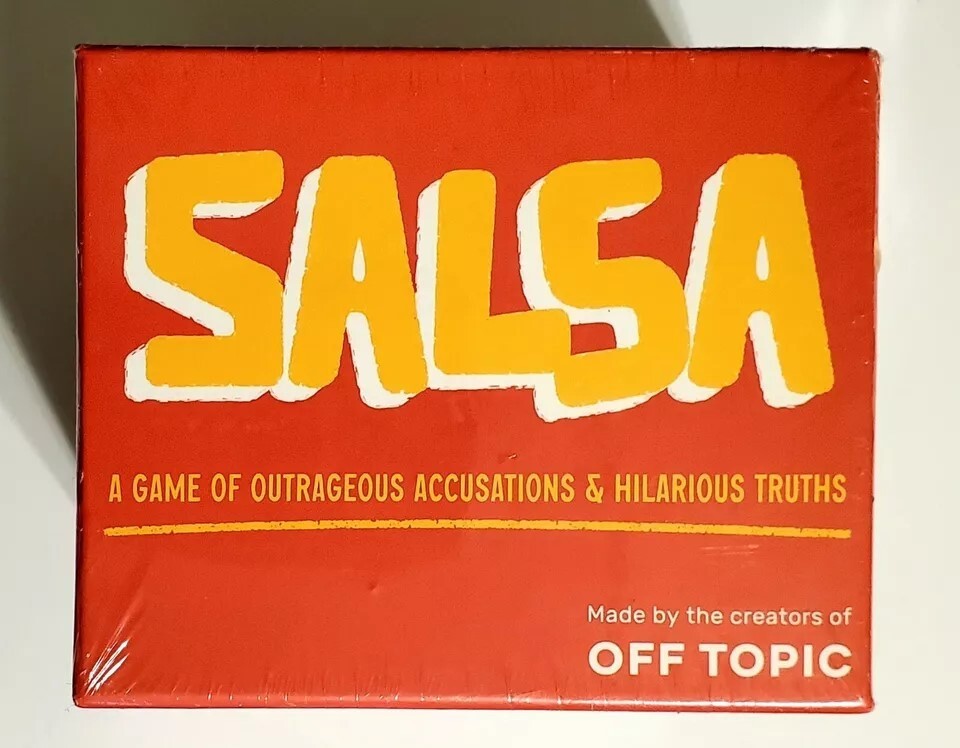 SALSA
A GAME OF OUTRAGEOUS ACCUSATIONS & HILARIOUS TRUTHS
Made by the creators of
OFF TOPIC